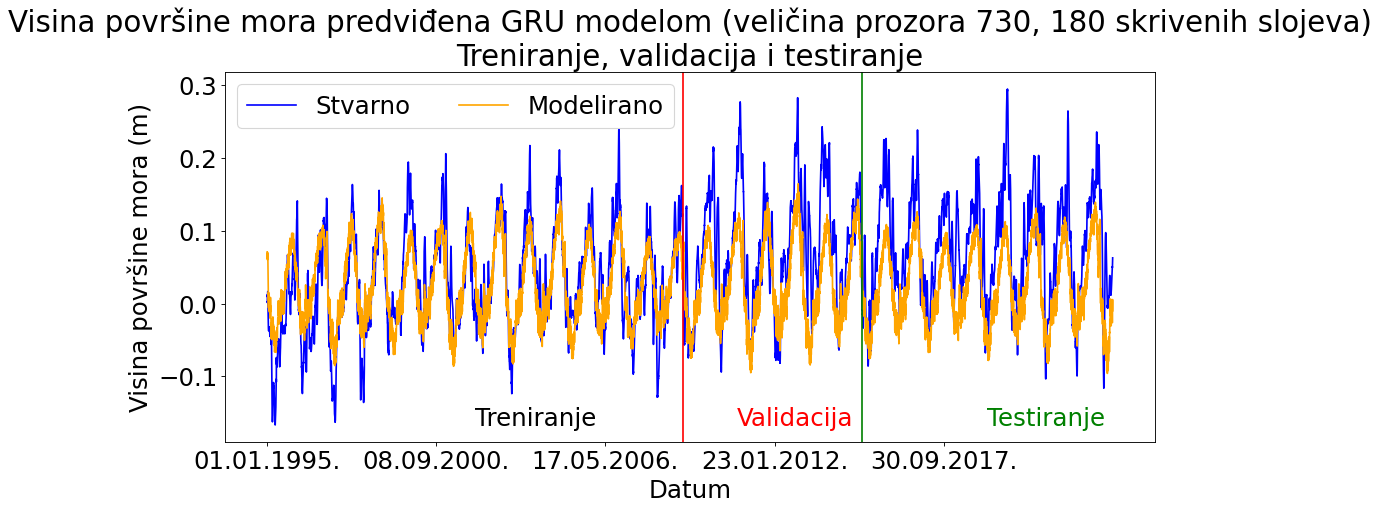 Visina površine mora predviđena GRU modelom (veličina prozora 730, 180 skrivenih slojeva)
Treniranje, validacija i testiranje
Stvarno
Modelirano
Visina površine mora (m)
0.3
0.2
0.1
0.0
−0.1
Treniranje
Validacija
Testiranje
01.01.1995.
08.09.2000.
17.05.2006.
23.01.2012.
30.09.2017.
Datum